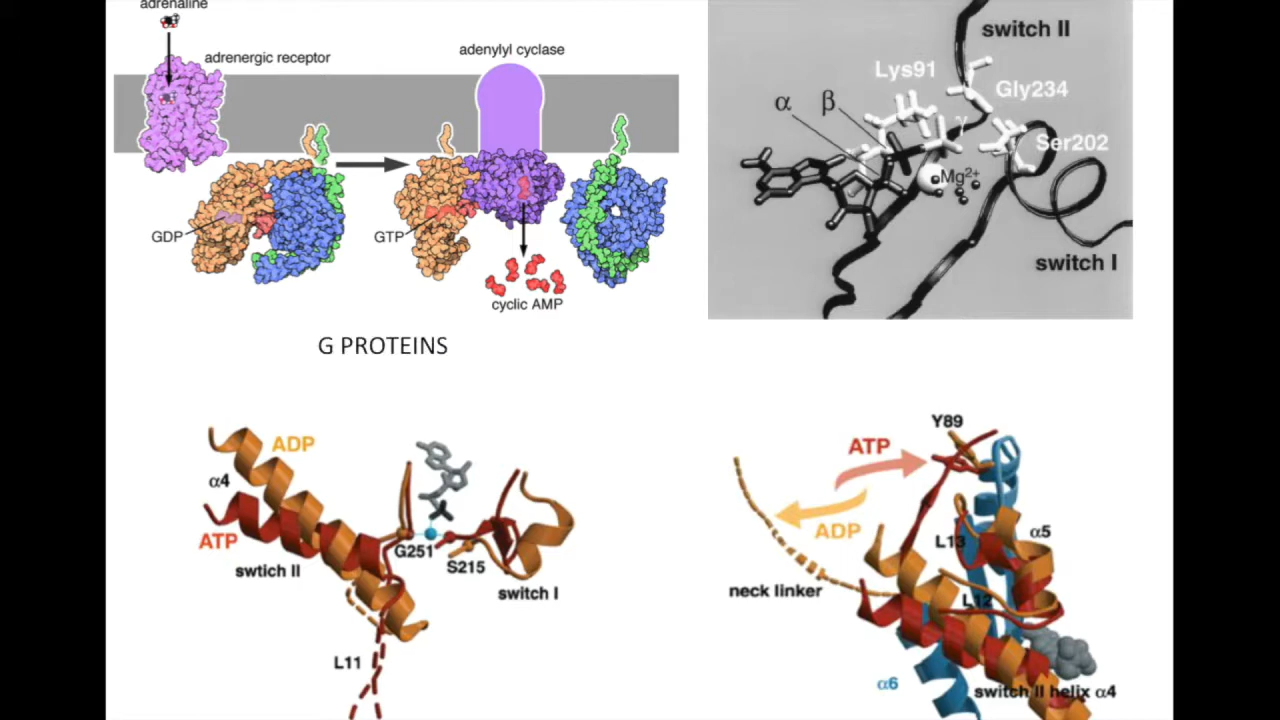 adrenaline
adrenergic receptor
adenylyl cyclase
GDP
GTP
cyclic AMP
G PROTEINS
switch II
Lys91
Gly234
α
β
γ
Ser202
Mg2+
switch I
ADP
α4
ATP
swtich II
G251
S215
switch I
L11
Y89
ATP
ADP
L13
α5
neck linker
L12
α6
switch II helix α4